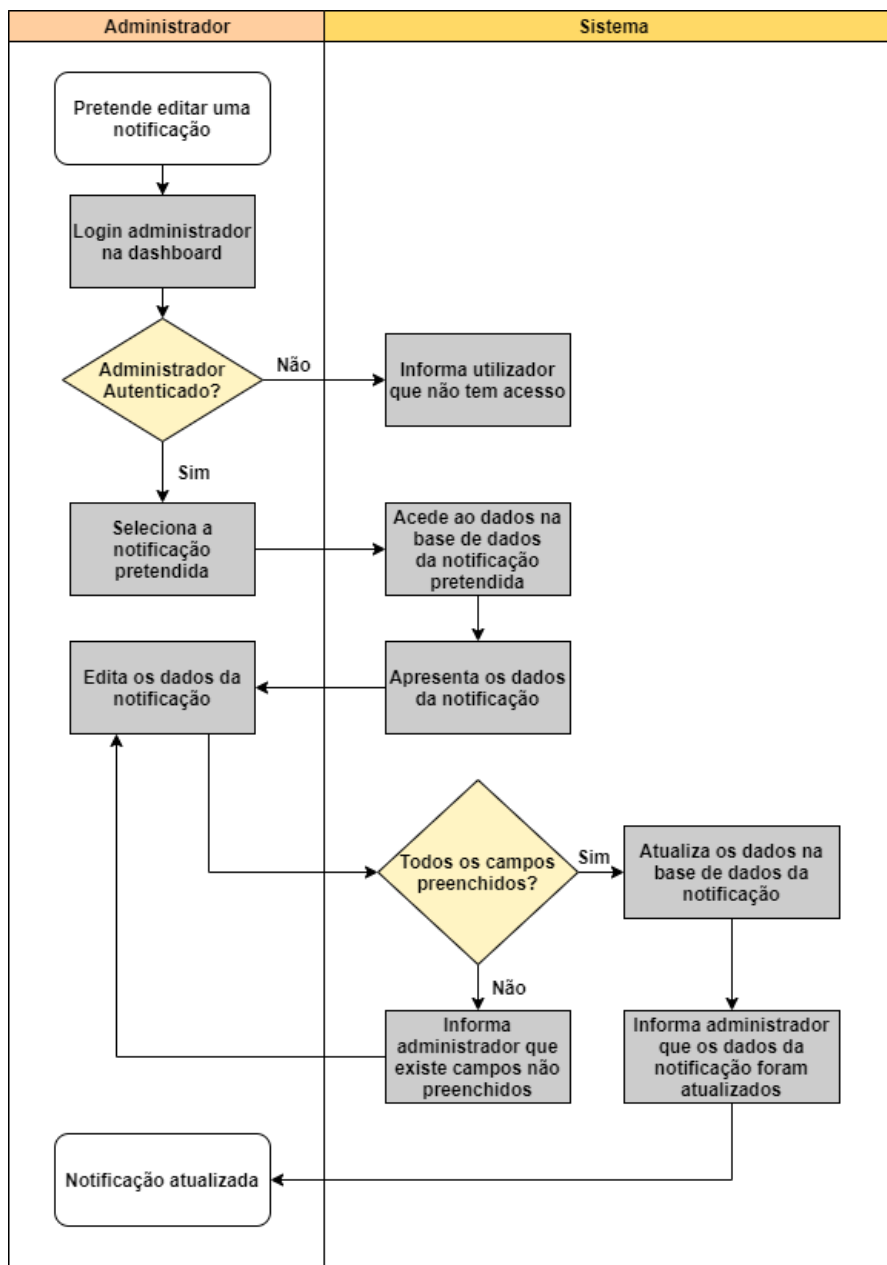 Administrador
Sistema
Pretende editar uma
notificação
Login administrador
na dashboard
Administrador
Autenticado?
Não
Informa utilizador
que não tem acesso
Sim
Seleciona a
notificação
pretendida
Acede ao dados na
base de dados
da notificação
pretendida
Edita os dados da
notificação
Apresenta os dados
da notificação
Todos os campos
preenchidos?
Sim
Atualiza os dados na
base de dados da
notificação
Não
Informa
administrador que
existe campos não
preenchidos
Informa administrador
que os dados da
notificação foram
atualizados
Notificação atualizada